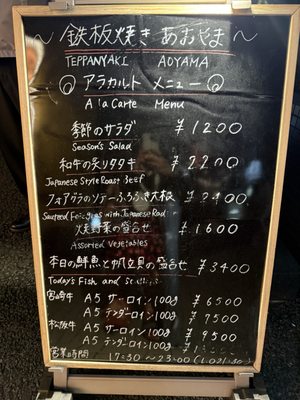 ～鉄板焼き あおやま～
TEPPANYAKI AOYAMA
アラカルト メニュー
A la Carte Menu
季節のサラダ ¥1200
Season's Salad
和牛の炙りタタキ ¥2200
Japanese Style Roast Beef
フォアグラのソテーふろふき大根 ¥2400
Sauteed Foie gras with Japanese Radish
焼野菜の盛合せ ¥1600
Assorted Vegetables
本日の鮮魚と帆立貝の盛合せ ¥3400
Today's Fish and
宮崎牛 A5 サーロイン100g ¥6500
A5 テンダーロイン100g ¥7500
松阪牛 A5 サーロイン100g ¥9500
A5 テンダーロイン100g
営業時間 17:30～23:00 (L.O21:30)